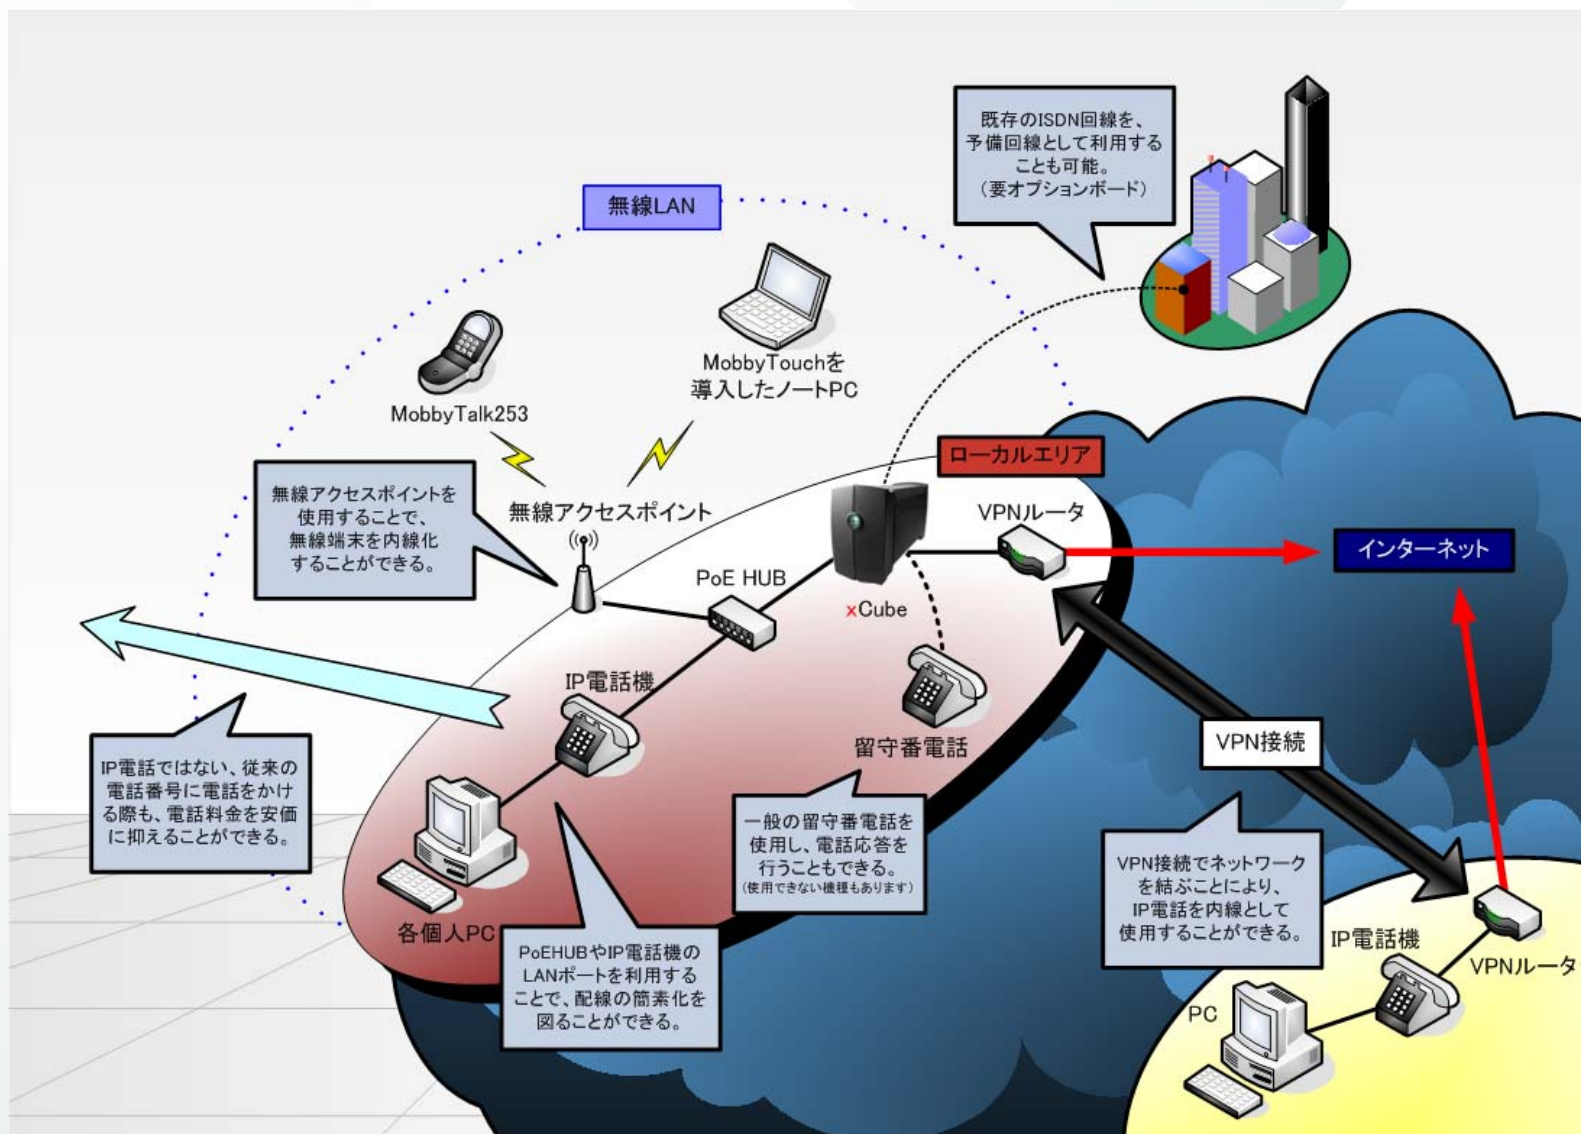 既存のISDN回線を、
予備回線として利用する
ことも可能。
(要オプションボード)
無線LAN
MobbyTouchを
導入したノートPC
MobbyTalk253
ローカルエリア
無線アクセスポイントを
使用することで、
無線端末を内線化
することができる。
無線アクセスポイント
VPNルータ
インターネット
PoE HUB
xCube
IP電話機
留守番電話
VPN接続
IP電話ではない、従来の
電話番号に電話をかけ
る際も、電話料金を安価
に抑えることができる。
一般の留守番電話を
使用し、電話応答を
行うこともできる。
(使用できない機種もあります)
VPN接続でネットワーク
を結ぶことにより、
IP電話を内線として
使用することができる。
各個人PC
PoEHUBやIP電話機の
LANポートを利用する
ことで、配線の簡素化を
図ることができる。
IP電話機
VPNルータ
PC